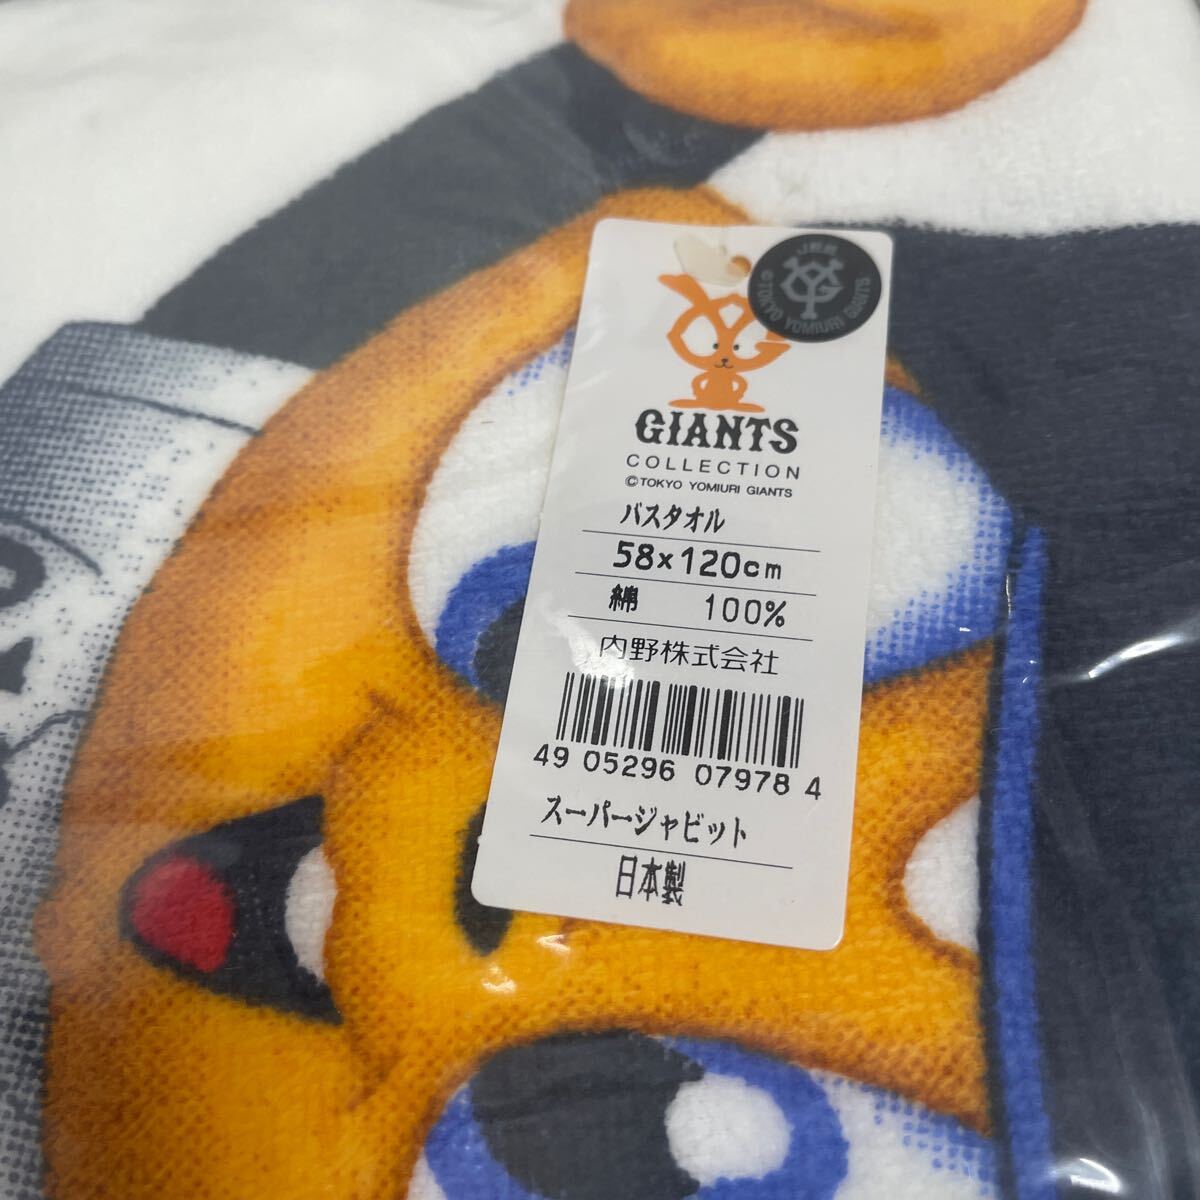 ©TOKYO YOMIURI GIANTS
GIANTS
COLLECTION
©TOKYO YOMIURI GIANTS
バスタオル
58×120cm
綿 100%
内野株式会社
49 05296 07978 4
スーパージャビット
日本製